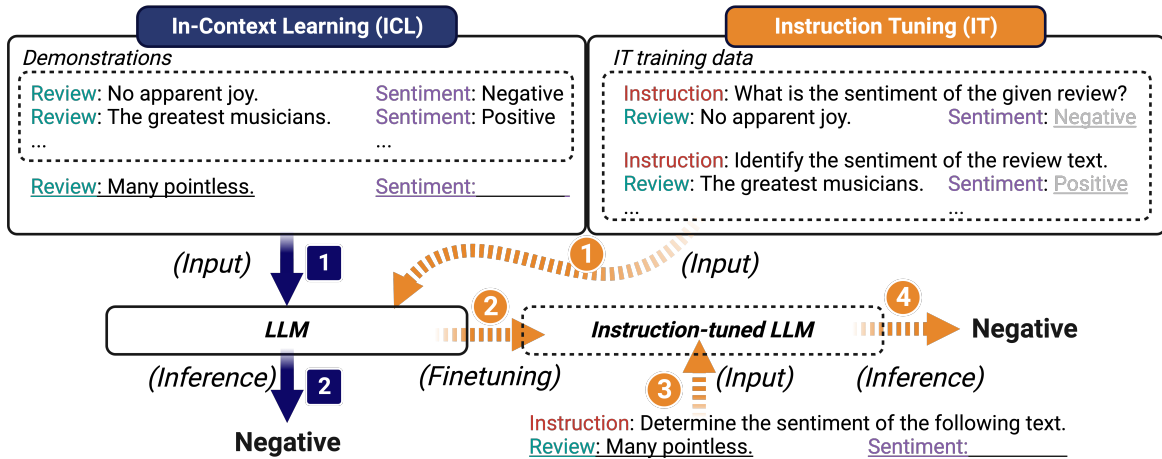 In-Context Learning (ICL)
Demonstrations
Review: No apparent joy. Sentiment: Negative
Review: The greatest musicians. Sentiment: Positive
... ...
Review: Many pointless. Sentiment:
Instruction Tuning (IT)
IT training data
Instruction: What is the sentiment of the given review?
Review: No apparent joy. Sentiment: Negative
Instruction: Identify the sentiment of the review text.
Review: The greatest musicians. Sentiment: Positive
... ...
(Input) 1
1 (Input)
LLM
2
Instruction-tuned LLM
4
Negative
(Inference) 2
(Finetuning)
3 (Input)
(Inference)
Negative
Instruction: Determine the sentiment of the following text.
Review: Many pointless. Sentiment: